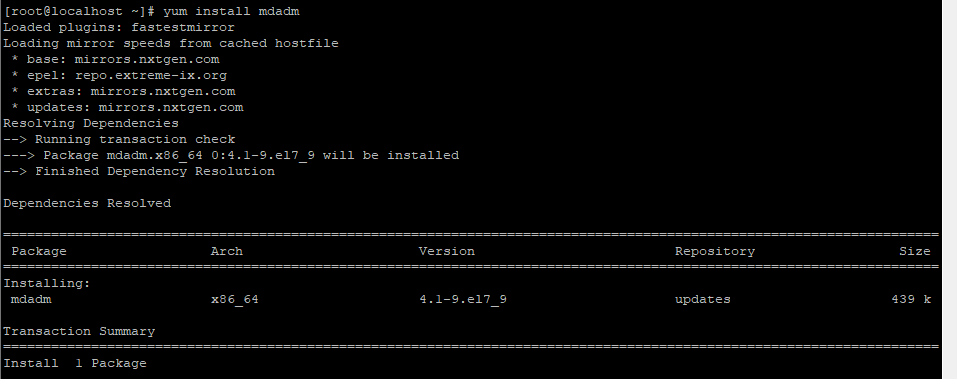 [root@localhost ~]# yum install mdadm
Loaded plugins: fastestmirror
Loading mirror speeds from cached hostfile
 * base: mirrors.nxtgen.com
 * epel: repo.extreme-ix.org
 * extras: mirrors.nxtgen.com
 * updates: mirrors.nxtgen.com
Resolving Dependencies
--> Running transaction check
---> Package mdadm.x86_64 0:4.1-9.el7_9 will be installed
--> Finished Dependency Resolution

Dependencies Resolved

=====================================================================================================================
 Package                  Arch                      Version                         Repository                  Size
=====================================================================================================================
Installing:
 mdadm                    x86_64                    4.1-9.el7_9                     updates                    439 k

Transaction Summary
=====================================================================================================================
Install  1 Package